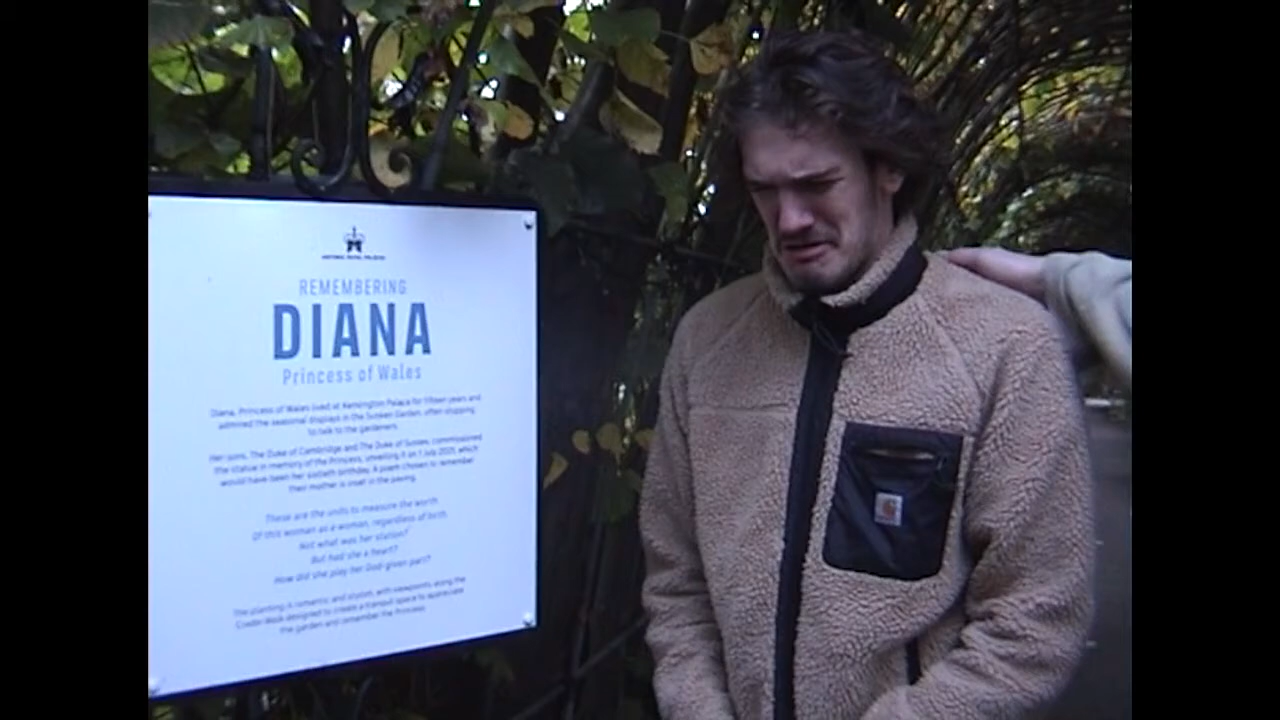 HISTORIC ROYAL PALACES
REMEMBERING
DIANA
Princess of Wales
Diana, Princess of Wales lived at Kensington Palace for fifteen years and
admired the seasonal displays in the Sunken Garden, often stopping
to talk to the gardeners.
Her sons, The Duke of Cambridge and The Duke of Sussex, commissioned
the statue in memory of the Princess, unveiling it on 1 July 2021, which
would have been her sixtieth birthday. A poem chosen to remember
their mother is inset in the paving.
These are the units to measure the worth
Of this woman as a woman, regardless of birth.
Not what was her station?
But had she a heart?
How did she play her God-given part?
The planting is romantic and stylish, with viewpoints along the
Cradle Walk designed to create a tranquil space to appreciate
the garden and remember the Princess.